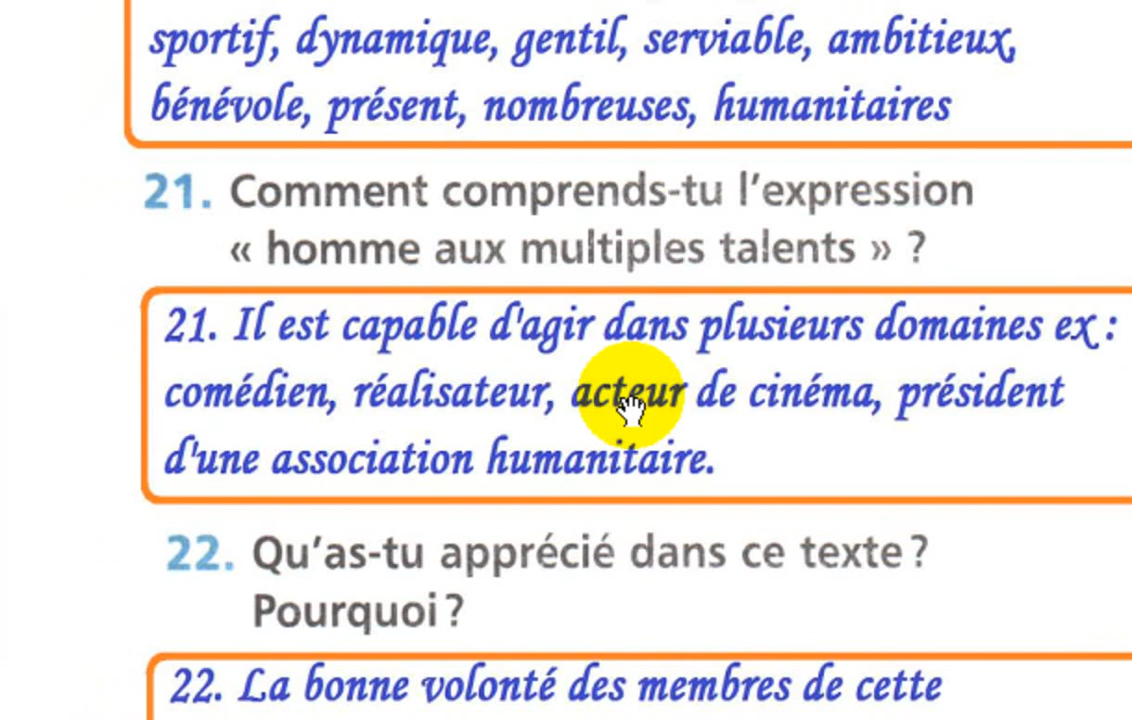 sportif, dynamique, gentil, serviable, ambitieux,
bénévole, présent, nombreuses, humanitaires
21. Comment comprends-tu l'expression
« homme aux multiples talents » ?
21. Il est capable d'agir dans plusieurs domaines ex :
comédien, réalisateur, acteur de cinéma, président
d'une association humanitaire.
22. Qu'as-tu apprécié dans ce texte ?
Pourquoi ?
22. La bonne volonté des membres de cette